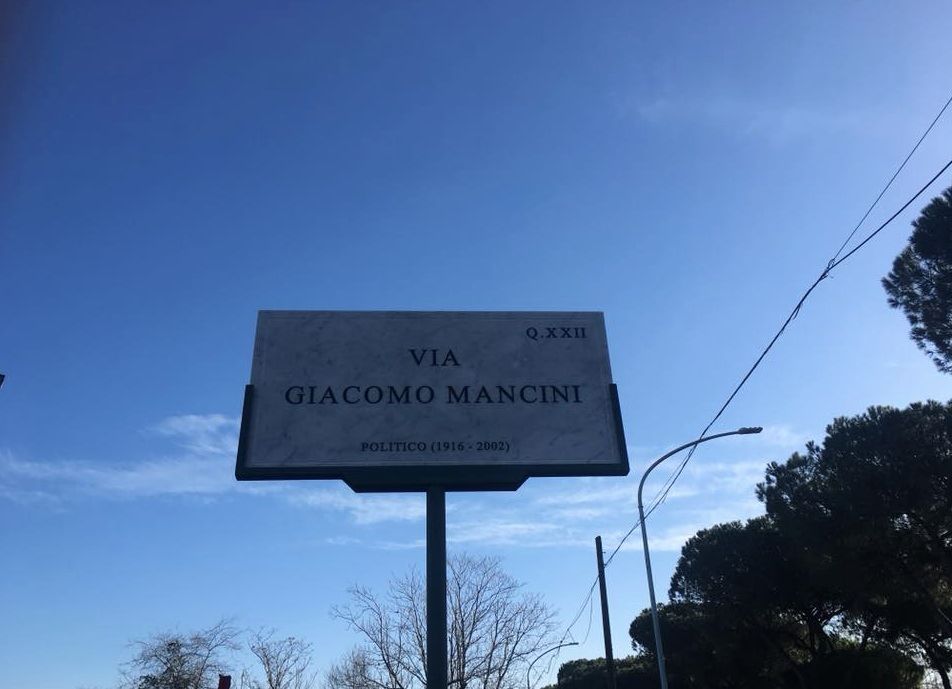 Q.XXII
VIA
GIACOMO MANCINI
POLITICO (1916 - 2002)